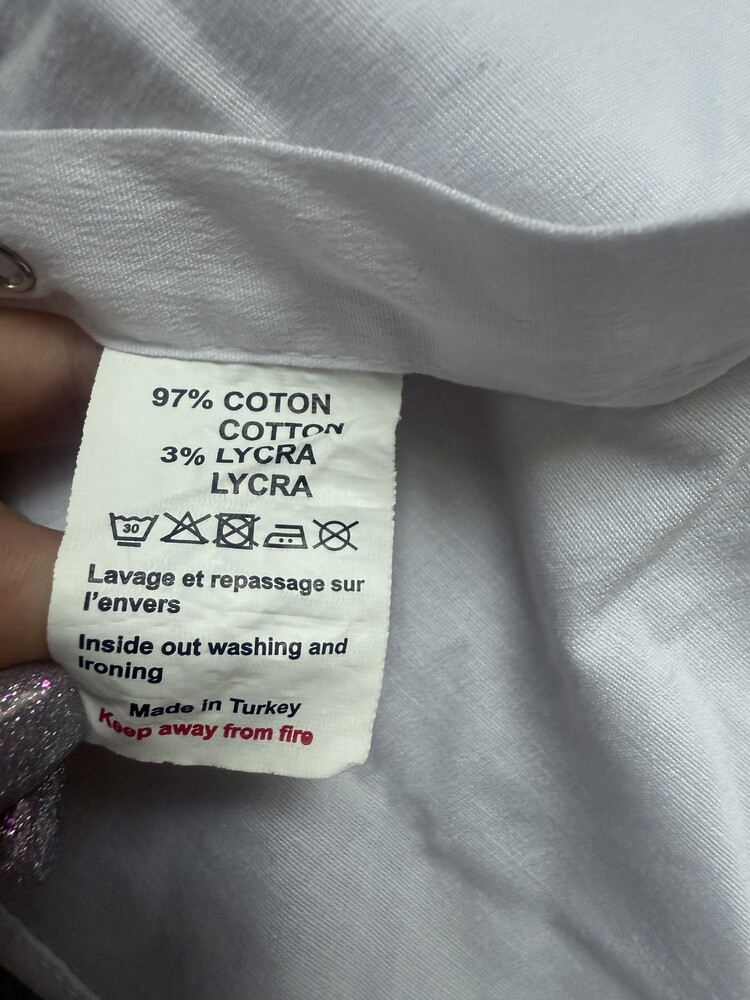 97% COTON
COTTON
3% LYCRA
LYCRA
30
Lavage et repassage sur
l'envers
Inside out washing and
Ironing
Made in Turkey
Keep away from fire